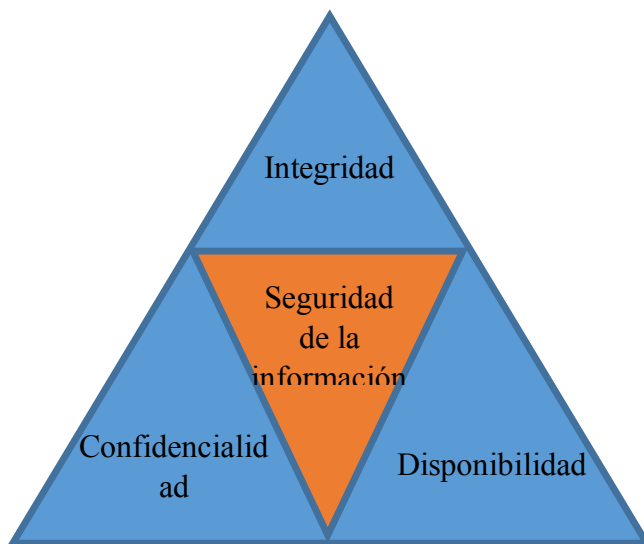 Integridad
Seguridad
de la
información
Confidencialid
ad
Disponibilidad